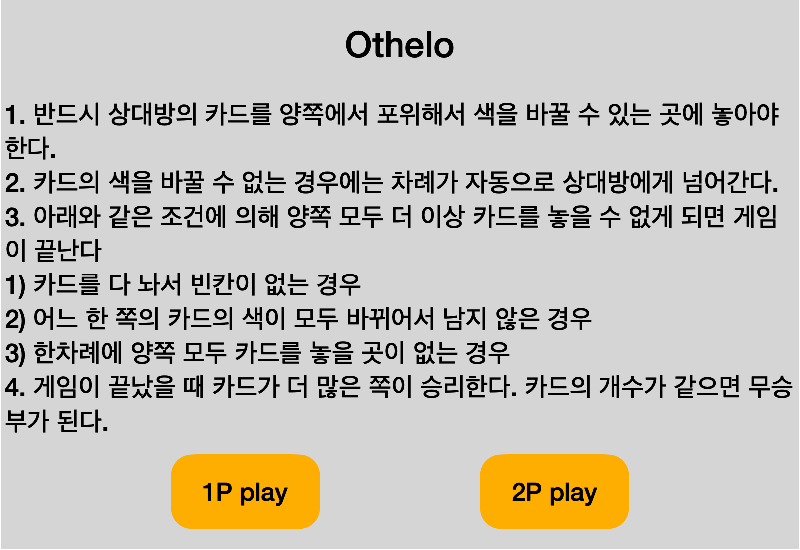 Othelo
1. 반드시 상대방의 카드를 양쪽에서 포위해서 색을 바꿀 수 있는 곳에 놓아야
한다.
2. 카드의 색을 바꿀 수 없는 경우에는 차례가 자동으로 상대방에게 넘어간다.
3. 아래와 같은 조건에 의해 양쪽 모두 더 이상 카드를 놓을 수 없게 되면 게임
이 끝난다
1) 카드를 다 놔서 빈칸이 없는 경우
2) 어느 한 쪽의 카드의 색이 모두 바뀌어서 남지 않은 경우
3) 한차례에 양쪽 모두 카드를 놓을 곳이 없는 경우
4. 게임이 끝났을 때 카드가 더 많은 쪽이 승리한다. 카드의 개수가 같으면 무승
부가 된다.
1P play
2P play